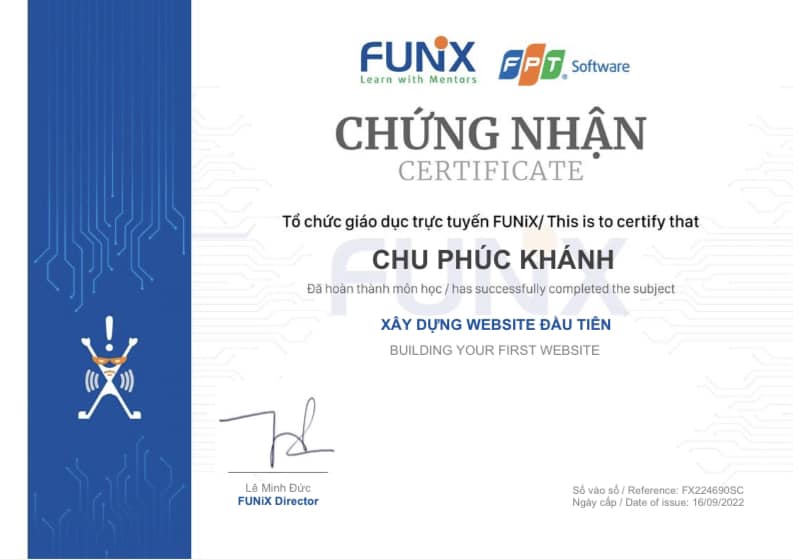 FUNiX
Learn with Mentors
FPT Software
CHỨNG NHẬN
CERTIFICATE
Tổ chức giáo dục trực tuyến FUNiX/ This is to certify that
CHU PHÚC KHÁNH
Đã hoàn thành môn học / has successfully completed the subject
XÂY DỰNG WEBSITE ĐẦU TIÊN
BUILDING YOUR FIRST WEBSITE
Lê Minh Đức
FUNiX Director
Số vào sổ / Reference: FX224690SC
Ngày cấp / Date of issue: 16/09/2022